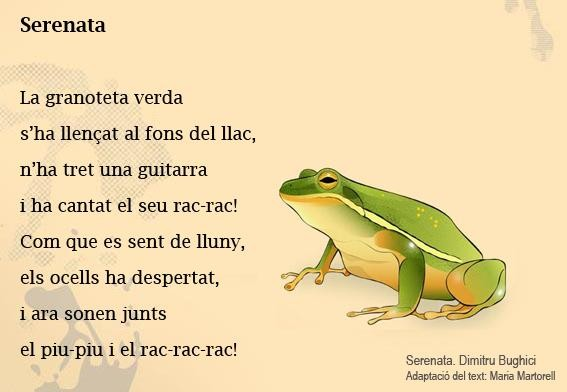 Serenata
La granoteta verda
s’ha llençat al fons del llac,
n’ha tret una guitarra
i ha cantat el seu rac-rac!
Com que es sent de lluny,
els ocells ha despertat,
i ara sonen junts
el piu-piu i el rac-rac-rac!
Serenata. Dimitru Bughici
Adaptació del text: Maria Martorell